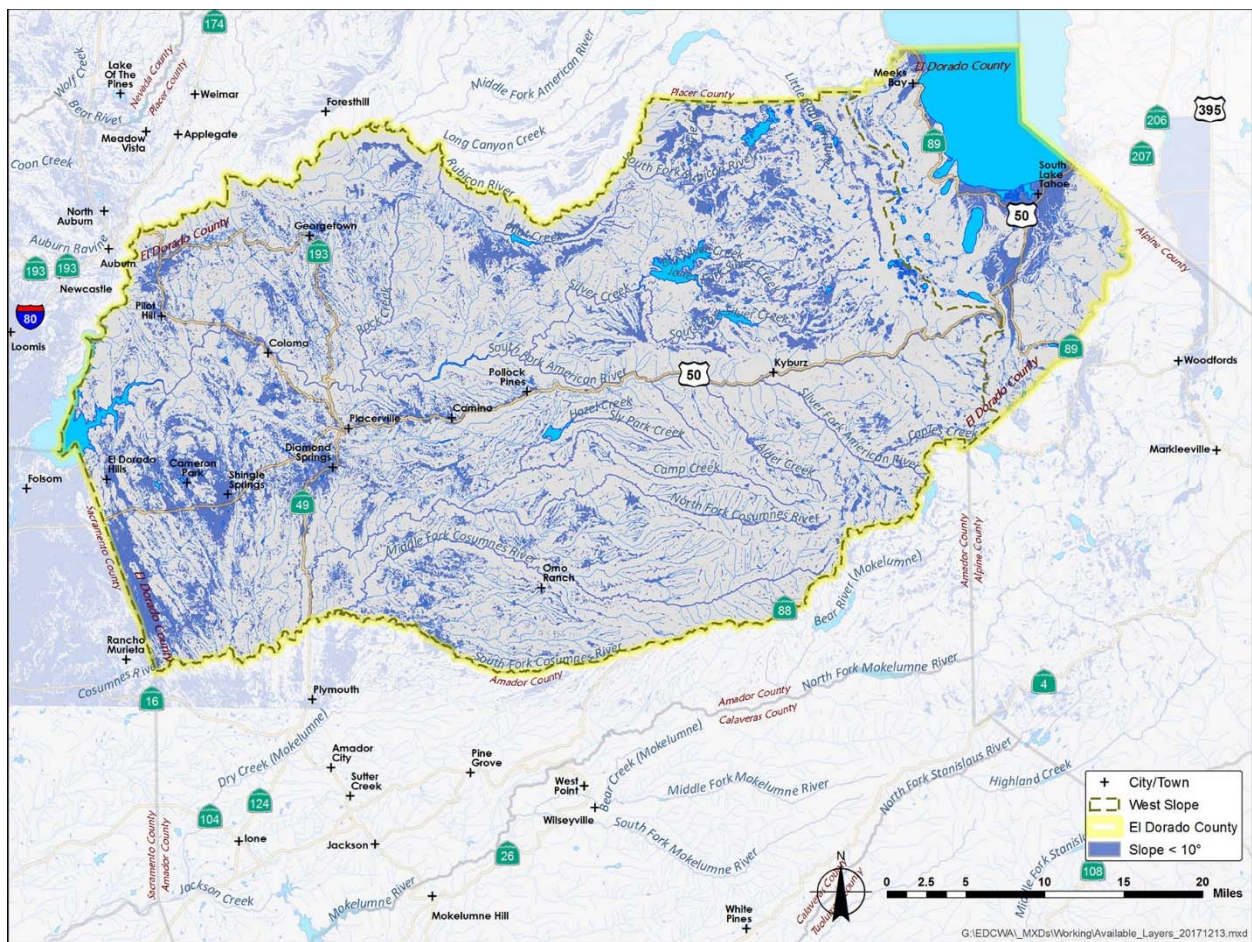 174
Lake Of The
Pines
Weimar
Wolf Creek
Bear River
Nevada County
Placer County
Meadow
Vista
Applegate
Foresthill
Middle Fork American River
Long Canyon Creek
Coon Creek
Rubicon River
Placer County
Little Rubicon River
South Fork Rubicon River
Meeks
Bay
El Dorado County
89
395
206
207
South
Lake
Tahoe
50
Alpine County
North
Auburn
Auburn Ravine
Auburn
193
193
Newcastle
80
Loomis
El Dorado County
Georgetown
193
Pilot
Hill
Rock Creek
Coloma
Silver Creek
South Fork American River
Pollock
Pines
50
Kyburz
89
Woodfords
El Dorado County
Caples Creek
Silver Fork American River
Markleeville
Placerville
Camino
Hazel Creek
Sly Park Creek
Camp Creek
Alder Creek
North Fork Cosumnes River
Diamond
Springs
El Dorada
Hills
Cameron
Park
Shingle
Springs
Folsom
49
Sacramento County
El Dorado County
Middle Fork Cosumnes River
Omo
Ranch
88
Bear River (Mokelumne)
Amador County
Alpine County
Rancho
Murieta
Cosumnes River
South Fork Cosumnes River
Amador County
16
Plymouth
Amador County
Calaveras County
North Fork Mokelumne River
4
Dry Creek (Mokelumne)
Amador
City
Sutter
Creek
Pine
Grove
West
Point
Wilseyville
Bear Creek (Mokelumne)
Middle Fork Mokelumne River
South Fork Mokelumne River
North Fork Stanislaus River
Highland Creek
124
104
Ione
Jackson
26
Sacramento County
Amador County
Jackson Creek
Mokelumne River
Mokelumne Hill
White
Pines
Calaveras County
108
City/Town
West Slope
El Dorado County
Slope < 10°
N
0 2.5 5 10 15 20
Miles
G:\EDCWA\_MXDs\Working\Available_Layers_20171213.mxd